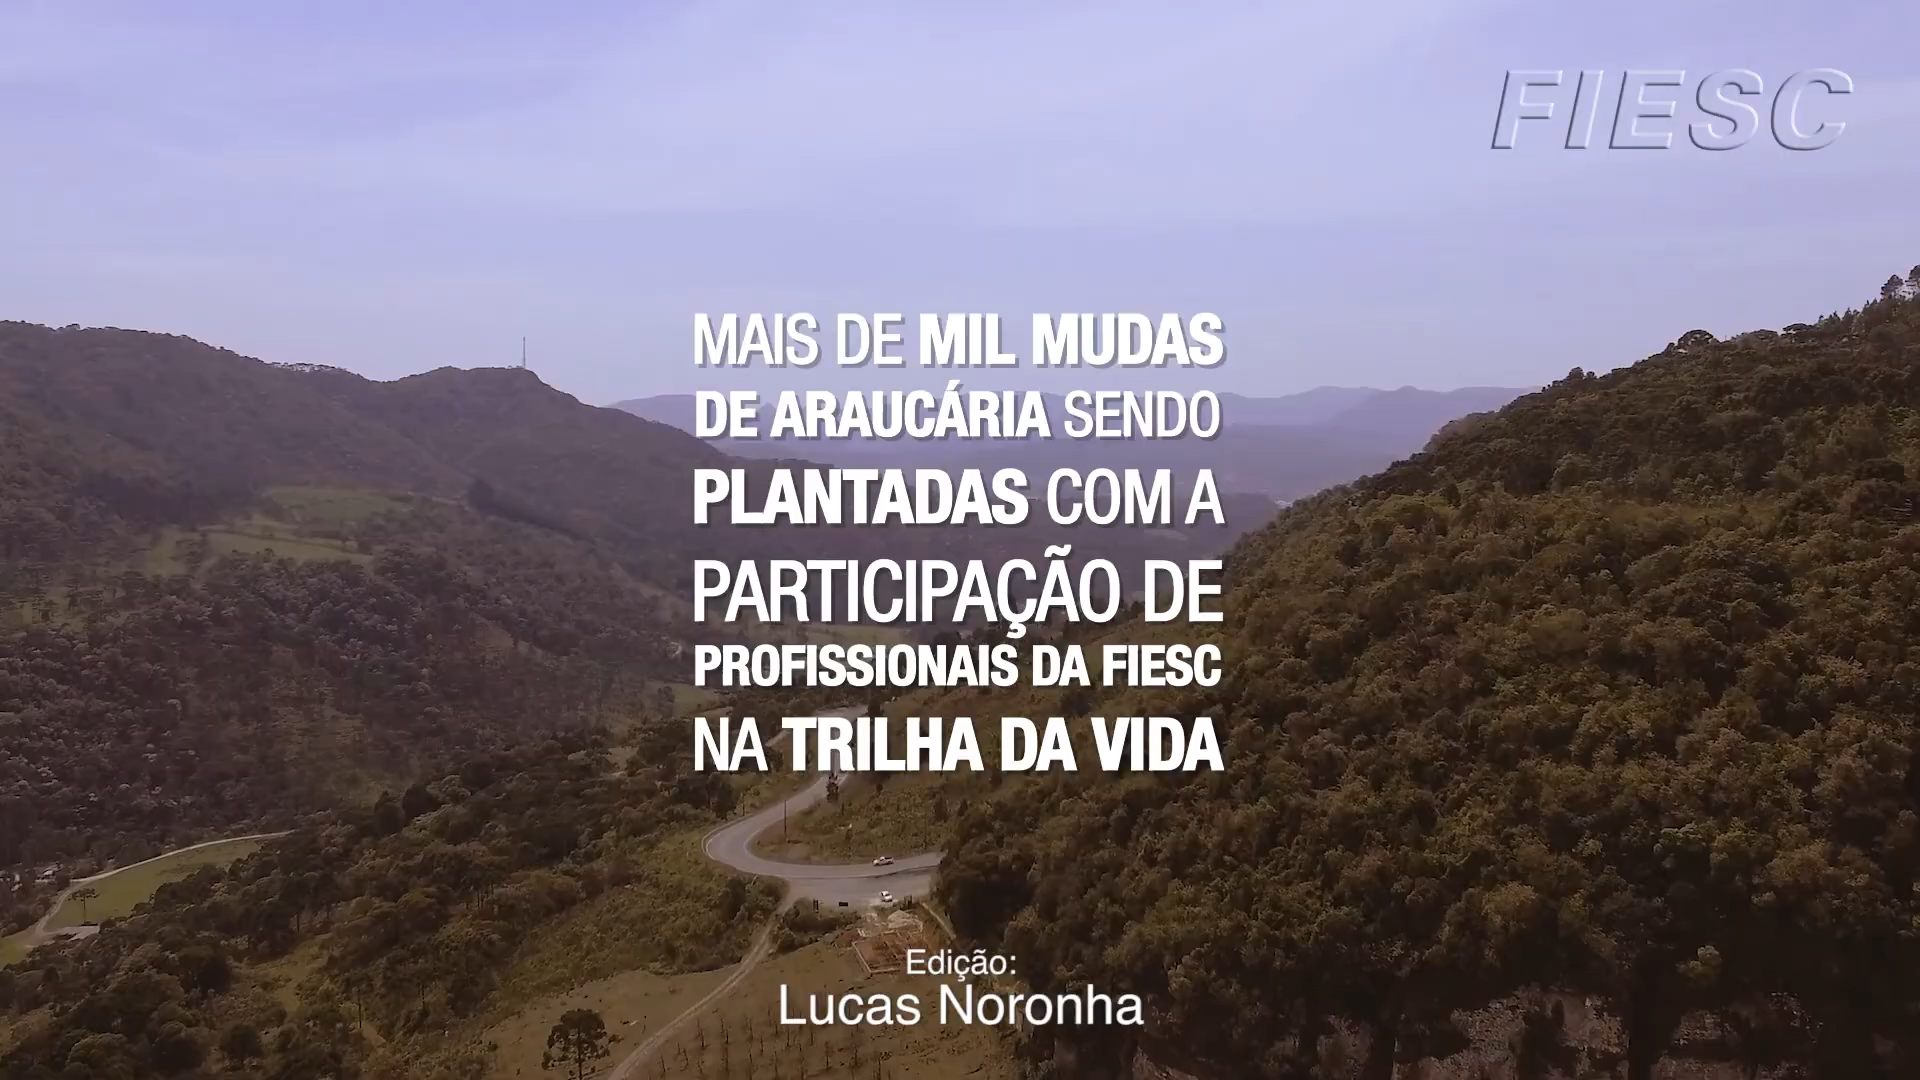 FIESC
MAIS DE MIL MUDAS
DE ARAUCÁRIA SENDO
PLANTADAS COM A
PARTICIPAÇÃO DE
PROFISSIONAIS DA FIESC
NA TRILHA DA VIDA
Edição:
Lucas Noronha